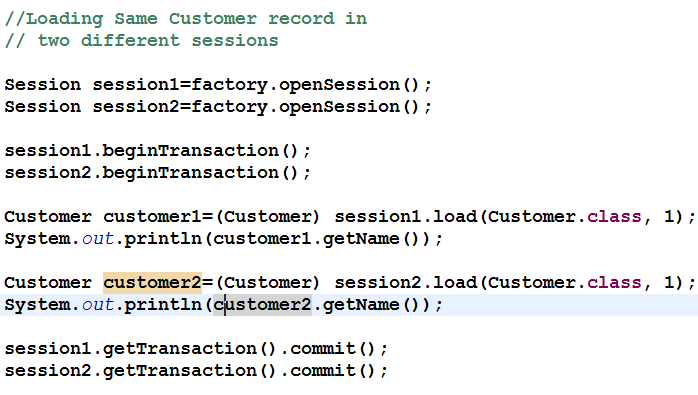 //Loading Same Customer record in
// two different sessions
Session session1=factory.openSession();
Session session2=factory.openSession();
session1.beginTransaction();
session2.beginTransaction();
Customer customer1=(Customer) session1.load(Customer.class, 1);
System.out.println(customer1.getName());
Customer customer2=(Customer) session2.load(Customer.class, 1);
System.out.println(customer2.getName());
session1.getTransaction().commit();
session2.getTransaction().commit();